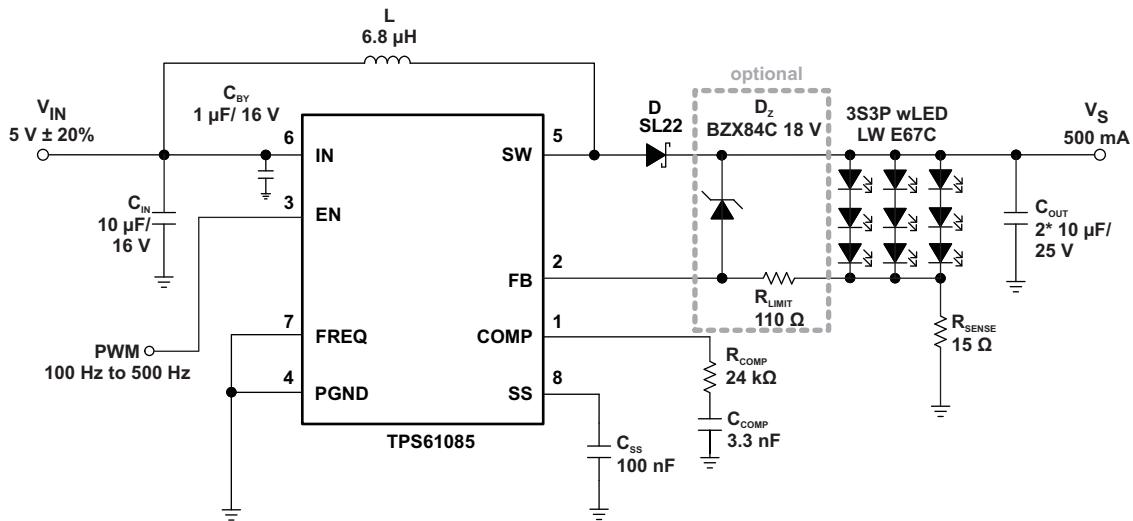 L
6.8 µH
optional
V_IN
5 V ± 20%
C_BY
1 µF/ 16 V
D
SL22
D_Z
BZX84C 18 V
3S3P wLED
LW E67C
V_S
500 mA
6
IN
5
SW
C_IN
10 µF/
16 V
3
EN
C_OUT
2* 10 µF/
25 V
2
FB
R_LIMIT
110 Ω
7
FREQ
1
COMP
R_SENSE
15 Ω
PWM
100 Hz to 500 Hz
R_COMP
24 kΩ
4
PGND
8
SS
C_COMP
3.3 nF
TPS61085
C_SS
100 nF